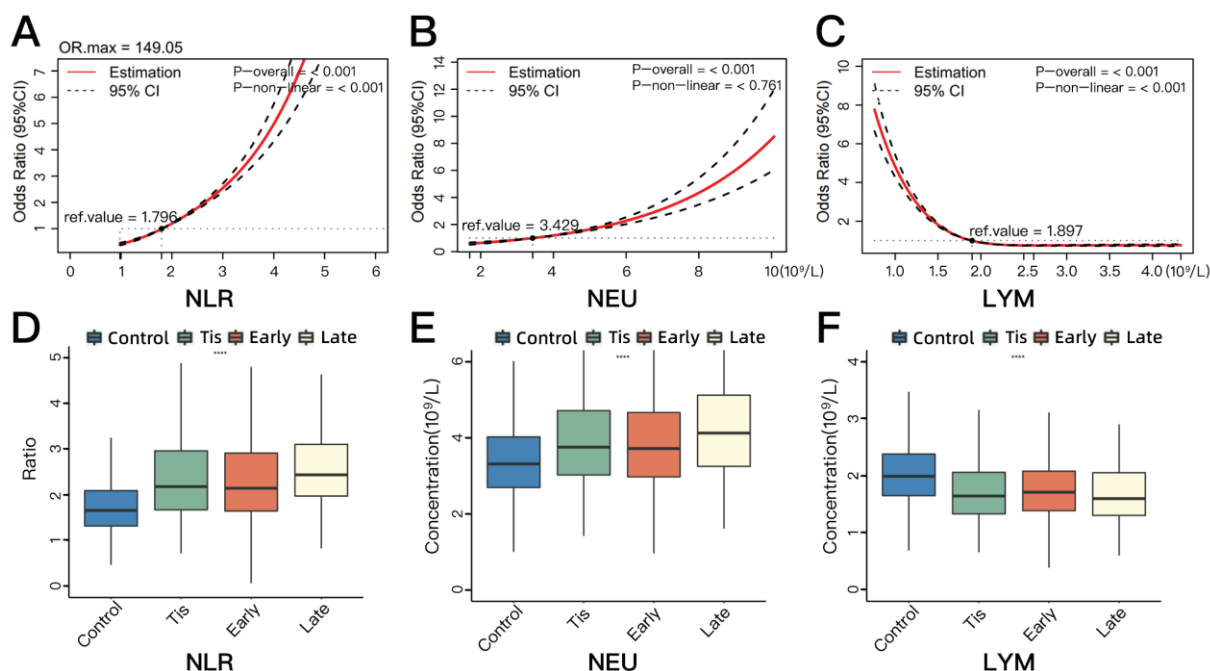 A
OR.max = 149.05
Estimation
95% CI
P-overall = < 0.001
P-non-linear = < 0.001
Odds Ratio (95%CI)
7
6
5
4
3
2
1
ref.value = 1.796
0 1 2 3 4 5 6
NLR
B
Estimation
95% CI
P-overall = < 0.001
P-non-linear = < 0.761
Odds Ratio (95%CI)
14
12
10
8
6
4
2
0
ref.value = 3.429
2 4 6 8 10(10⁹/L)
NEU
C
Estimation
95% CI
P-overall = < 0.001
P-non-linear = < 0.001
Odds Ratio (95%CI)
10
8
6
4
2
ref.value = 1.897
1.0 1.5 2.0 2.5 3.0 3.5 4.0 (10⁹/L)
LYM
D
Control Tis Early Late
****
Ratio
5
4
3
2
1
0
Control Tis Early Late
NLR
E
Control Tis Early Late
****
Concentration(10⁹/L)
6
4
2
0
Control Tis Early Late
NEU
F
Control Tis Early Late
****
Concentration(10⁹/L)
4
3
2
1
0
Control Tis Early Late
LYM